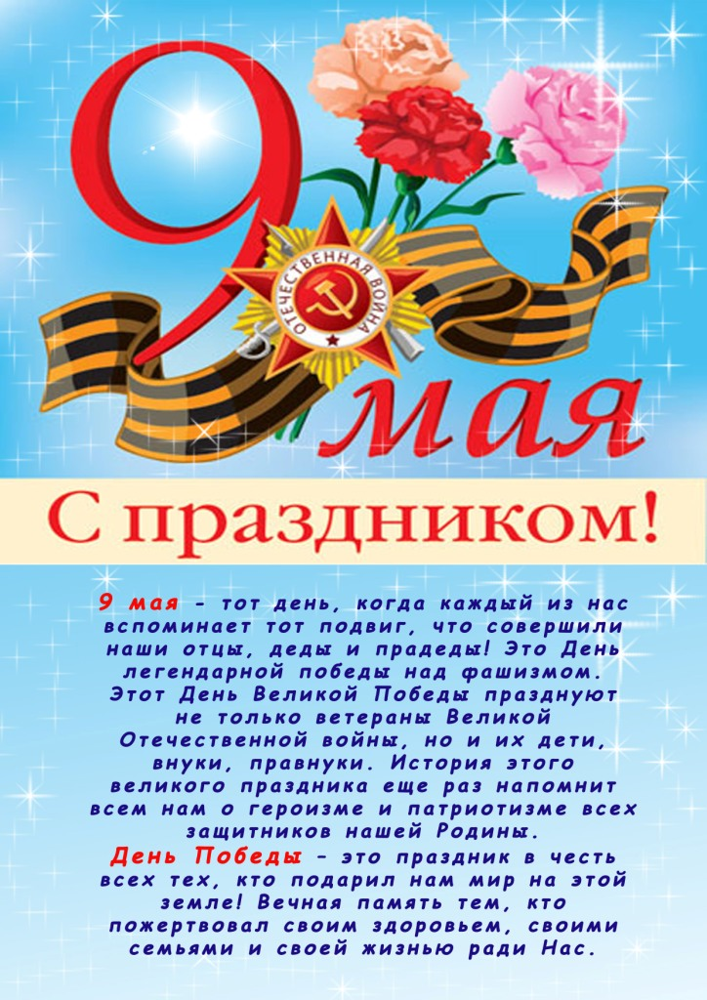 9
ОТЕЧЕСТВЕННАЯ ВОЙНА
мая
С праздником!
9 мая - тот день, когда каждый из нас
вспоминает тот подвиг, что совершили
наши отцы, деды и прадеды! Это День
легендарной победы над фашизмом.
Этот День Великой Победы празднуют
не только ветераны Великой
Отечественной войны, но и их дети,
внуки, правнуки. История этого
великого праздника еще раз напомнит
всем нам о героизме и патриотизме всех
защитников нашей Родины.
День Победы – это праздник в честь
всех тех, кто подарил нам мир на этой
земле! Вечная память тем, кто
пожертвовал своим здоровьем, своими
семьями и своей жизнью ради Нас.